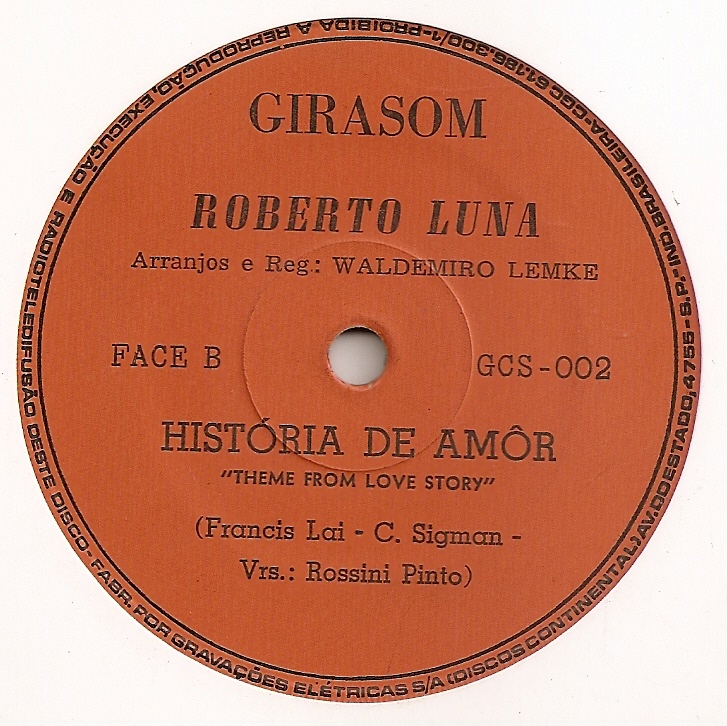 GIRASOM
ROBERTO LUNA
Arranjos e Reg.: WALDEMIRO LEMKE
FACE B
GCS-002
HISTÓRIA DE AMÔR
"THEME FROM LOVE STORY"
(Francis Lai - C. Sigman -
Vrs.: Rossini Pinto)
FABR. POR GRAVAÇÕES ELÉTRICAS S/A (DISCOS CONTINENTAL) AV. DO ESTADO, 4755 - S.P. - IND. BRASILEIRA - CGC 61.186.300/1 - PROIBIDA A REPRODUÇÃO, EXECUÇÃO E RADIOTELEDIFUSÃO DESTE DISCO -